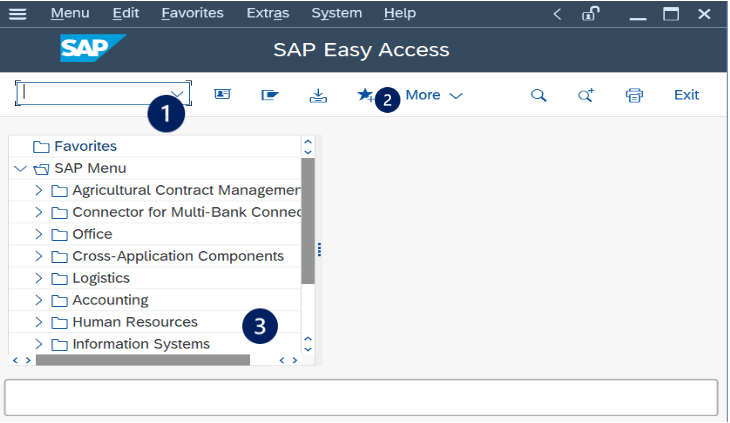 Menu Edit Favorites Extras System Help
SAP SAP Easy Access
1 2 More Exit
Favorites
SAP Menu
Agricultural Contract Managemen
Connector for Multi-Bank Connec
Office
Cross-Application Components
Logistics
Accounting
Human Resources 3
Information Systems